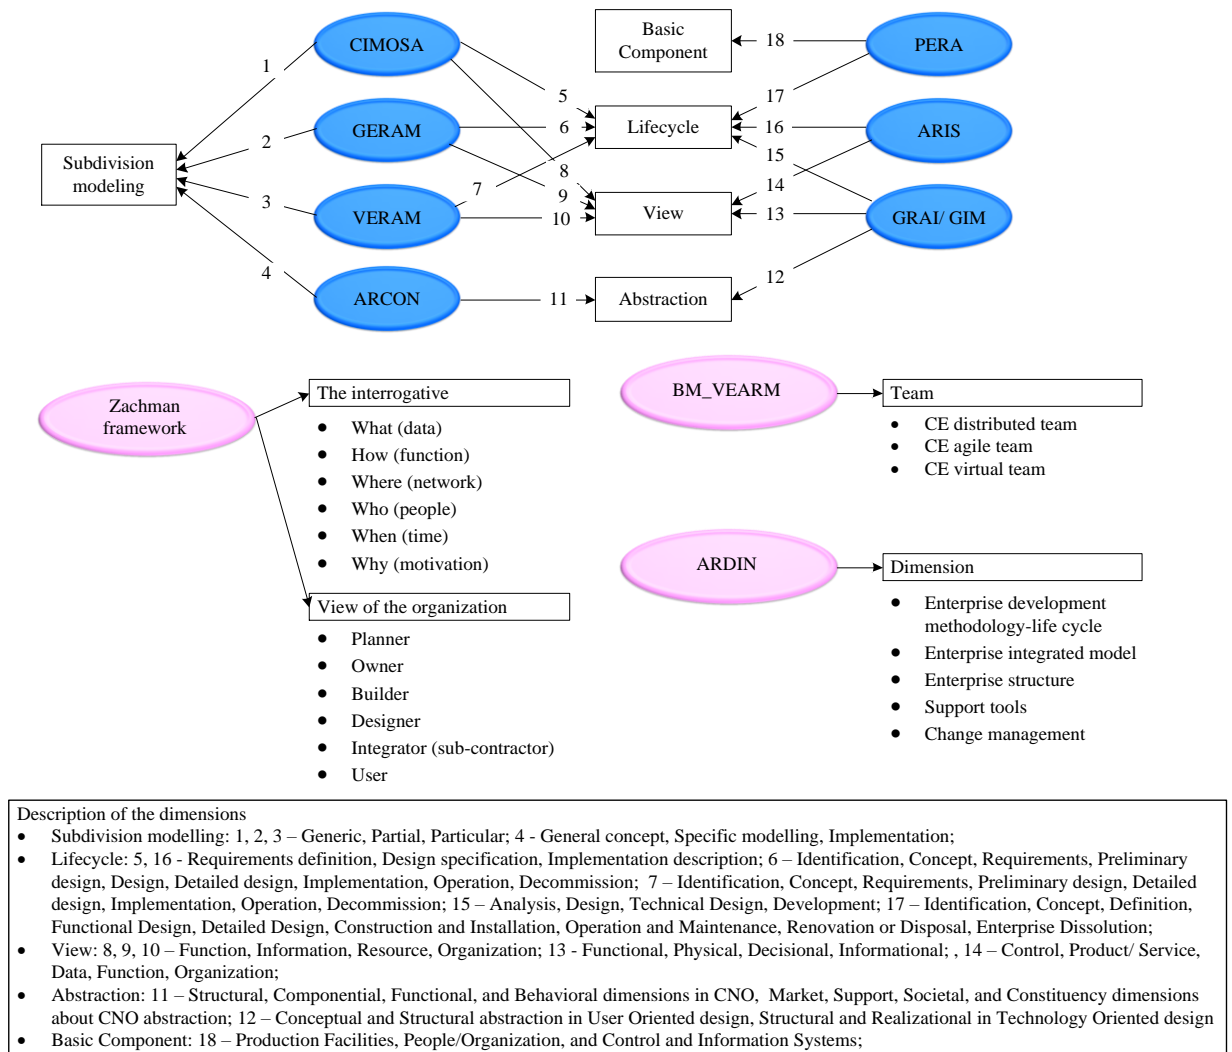 CIMOSA
Basic
Component
18
PERA
1
5
17
GERAM
2
6
Lifecycle
16
ARIS
Subdivision
modeling
15
8
7
14
3
VERAM
9
10
View
13
GRAI/ GIM
4
12
ARCON
11
Abstraction
Zachman
framework
The interrogative
● What (data)
● How (function)
● Where (network)
● Who (people)
● When (time)
● Why (motivation)
View of the organization
● Planner
● Owner
● Builder
● Designer
● Integrator (sub-contractor)
● User
BM_VEARM
Team
• CE distributed team
• CE agile team
• CE virtual team
ARDIN
Dimension
● Enterprise development
methodology-life cycle
● Enterprise integrated model
● Enterprise structure
● Support tools
● Change management
Description of the dimensions
• Subdivision modelling: 1, 2, 3 – Generic, Partial, Particular; 4 - General concept, Specific modelling, Implementation;
• Lifecycle: 5, 16 - Requirements definition, Design specification, Implementation description; 6 – Identification, Concept, Requirements, Preliminary
design, Design, Detailed design, Implementation, Operation, Decommission; 7 – Identification, Concept, Requirements, Preliminary design, Detailed
design, Implementation, Operation, Decommission; 15 – Analysis, Design, Technical Design, Development; 17 – Identification, Concept, Definition,
Functional Design, Detailed Design, Construction and Installation, Operation and Maintenance, Renovation or Disposal, Enterprise Dissolution;
• View: 8, 9, 10 – Function, Information, Resource, Organization; 13 - Functional, Physical, Decisional, Informational; , 14 – Control, Product/ Service,
Data, Function, Organization;
• Abstraction: 11 – Structural, Componential, Functional, and Behavioral dimensions in CNO, Market, Support, Societal, and Constituency dimensions
about CNO abstraction; 12 – Conceptual and Structural abstraction in User Oriented design, Structural and Realizational in Technology Oriented design
• Basic Component: 18 – Production Facilities, People/Organization, and Control and Information Systems;